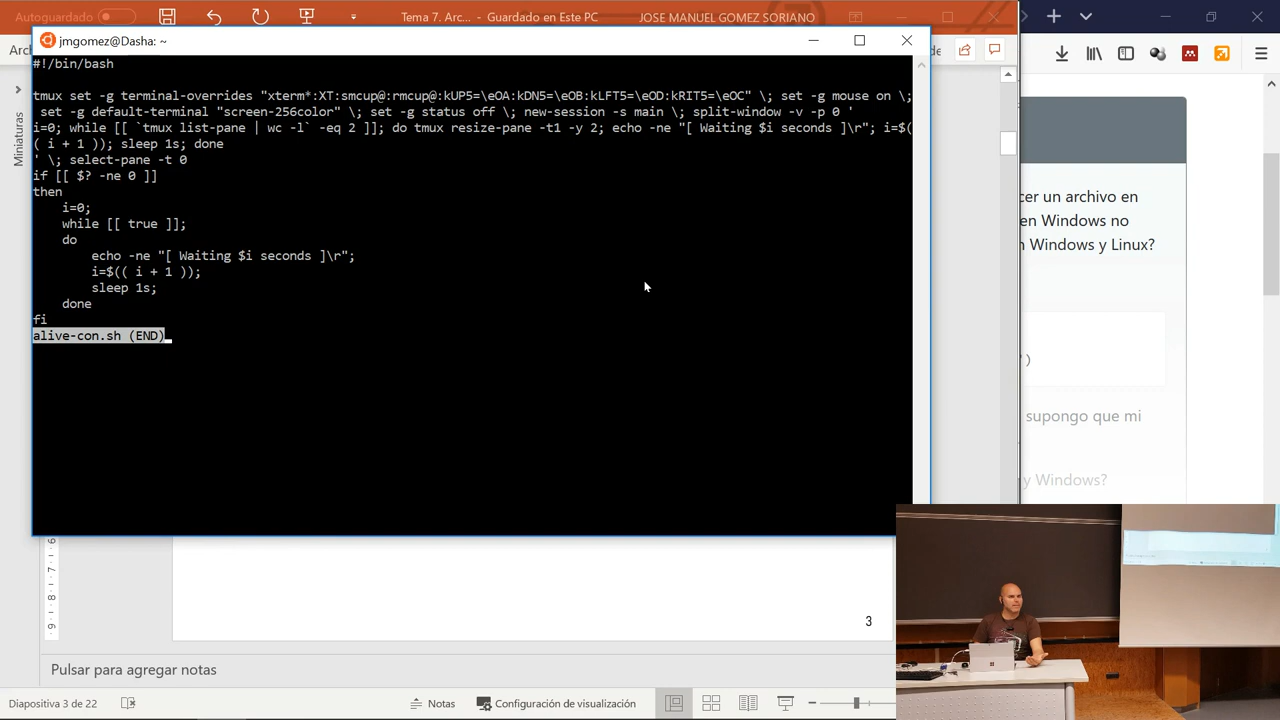 Autoguardado
Tema 7. Arc... - Guardado en Este PC
JOSE MANUEL GOMEZ SORIANO
jmgomez@Dasha: ~
#!/bin/bash
tmux set -g terminal-overrides "xterm*:XT:smcup@:rmcup@:kUP5=\eOA:kDN5=\eOB:kLFT5=\eOD:kRIT5=\eOC" \; set -g mouse on \;
set -g default-terminal "screen-256color" \; set -g status off \; new-session -s main \; split-window -v -p 0 '
i=0; while [[ `tmux list-pane | wc -l` -eq 2 ]]; do tmux resize-pane -t1 -y 2; echo -ne "[ Waiting $i seconds ]\r"; i=$(
( i + 1 )); sleep 1s; done
' \; select-pane -t 0
if [[ $? -ne 0 ]]
then
i=0;
while [[ true ]];
do
echo -ne "[ Waiting $i seconds ]\r";
i=$(( i + 1 ));
sleep 1s;
done
fi
alive-con.sh (END)
Arc
de
Miniaturas
cer un archivo en
en Windows no
n Windows y Linux?
)
supongo que mi
y Windows?
6
7
8
9
3
Pulsar para agregar notas
Diapositiva 3 de 22
Notas
Configuración de visualización